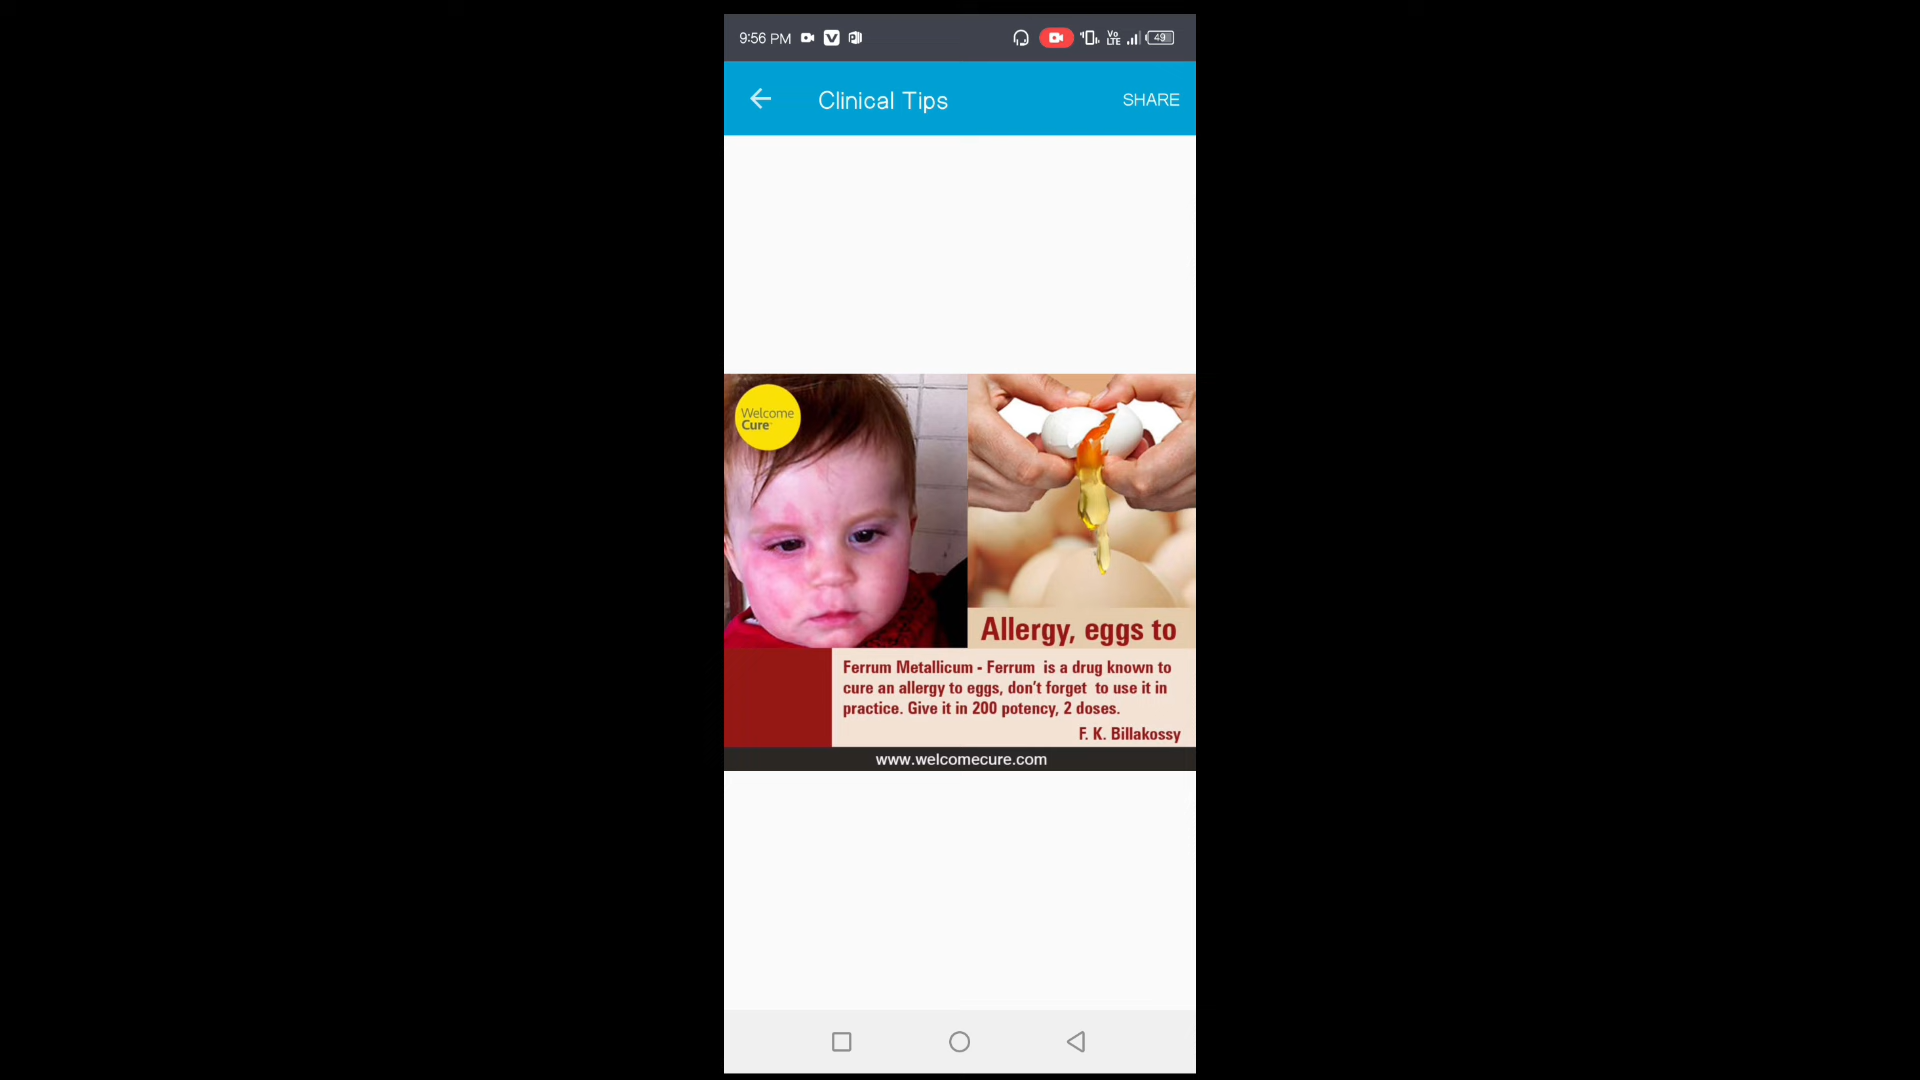 9:56 PM
Vo
LTE
49
Clinical Tips
SHARE
Welcome
Cure
Allergy, eggs to
Ferrum Metallicum - Ferrum is a drug known to
cure an allergy to eggs, don't forget to use it in
practice. Give it in 200 potency, 2 doses.
F. K. Billakossy
www.welcomecure.com